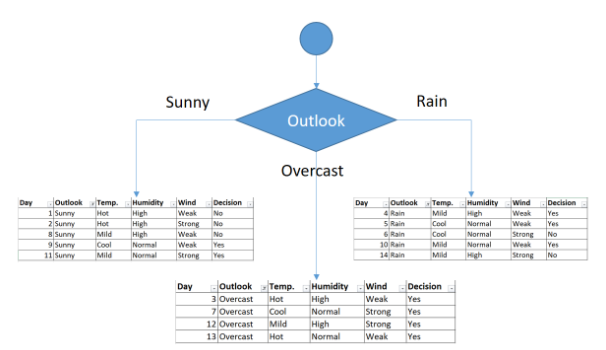 Sunny
Rain
Outlook
Overcast
Day Outlook Temp. Humidity Wind Decision
1 Sunny Hot High Weak No
2 Sunny Hot High Strong No
8 Sunny Mild High Weak No
9 Sunny Cool Normal Weak Yes
11 Sunny Mild Normal Strong Yes
Day Outlook Temp. Humidity Wind Decision
4 Rain Mild High Weak Yes
5 Rain Cool Normal Weak Yes
6 Rain Cool Normal Strong No
10 Rain Mild Normal Weak Yes
14 Rain Mild High Strong No
Day Outlook Temp. Humidity Wind Decision
3 Overcast Hot High Weak Yes
7 Overcast Cool Normal Strong Yes
12 Overcast Mild High Strong Yes
13 Overcast Hot Normal Weak Yes